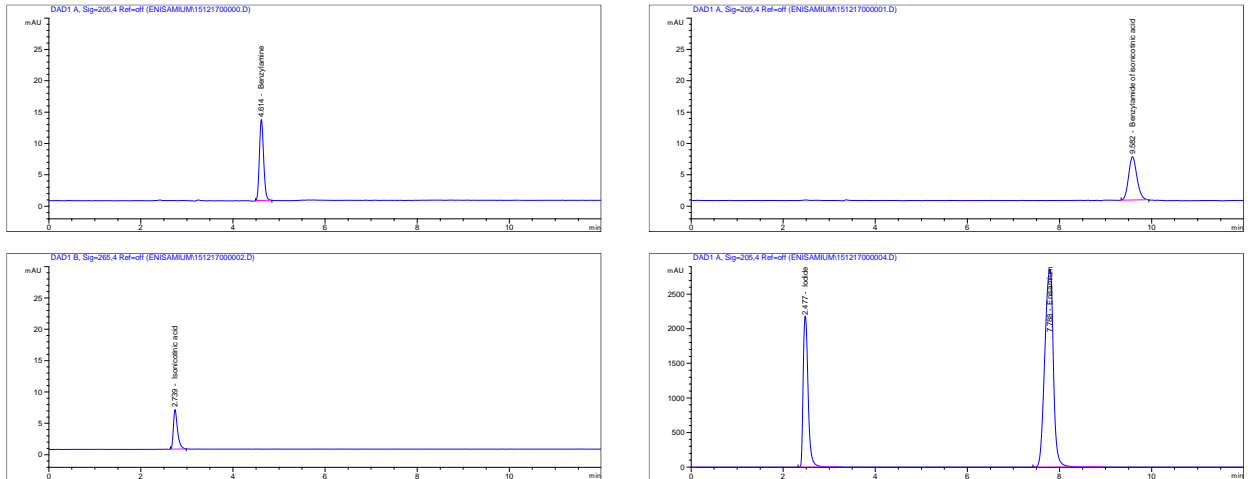 DAD1 A, Sig=205,4 Ref=off (ENISAMIUM\151217000000.D)
mAU
25
20
15
10
5
0
4.614 - Benzylamine
0 2 4 6 8 10 min
DAD1 A, Sig=205,4 Ref=off (ENISAMIUM\151217000001.D)
mAU
25
20
15
10
5
0
9.582 - Benzylamide of isonicotinic acid
0 2 4 6 8 10 min
DAD1 B, Sig=265,4 Ref=off (ENISAMIUM\151217000002.D)
mAU
25
20
15
10
5
0
2.739 - Isonicotinic acid
0 2 4 6 8 10 min
DAD1 A, Sig=205,4 Ref=off (ENISAMIUM\151217000004.D)
mAU
2500
2000
1500
1000
500
0
2.477 - Iodide
7.788 - Enisamium
0 2 4 6 8 10 min